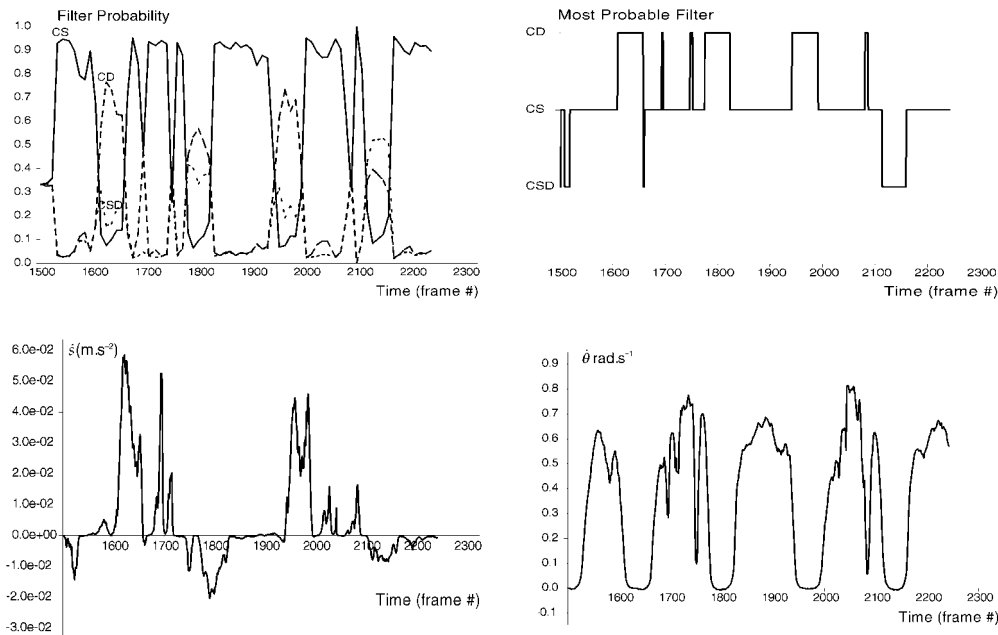 Filter Probability
1.0
CS
0.9
0.8
CD
0.7
0.6
0.5
0.4
0.3
CSD
0.2
0.1
0.0
1500 1600 1700 1800 1900 2000 2100 2200 2300
Time (frame #)
Most Probable Filter
CD
CS
CSD
1500 1600 1700 1800 1900 2000 2100 2200 2300
Time (frame #)
6.0e-02
ṡ (m.s⁻²)
5.0e-02
4.0e-02
3.0e-02
2.0e-02
1.0e-02
0.0e+00
1600 1700 1800 1900 2000 2100 2200 2300
-1.0e-02
-2.0e-02
-3.0e-02
Time (frame #)
0.9
θ̇ rad.s⁻¹
0.8
0.7
0.6
0.5
0.4
0.3
0.2
0.1
0.0
1600 1700 1800 1900 2000 2100 2200 2300
-0.1
Time (frame #)